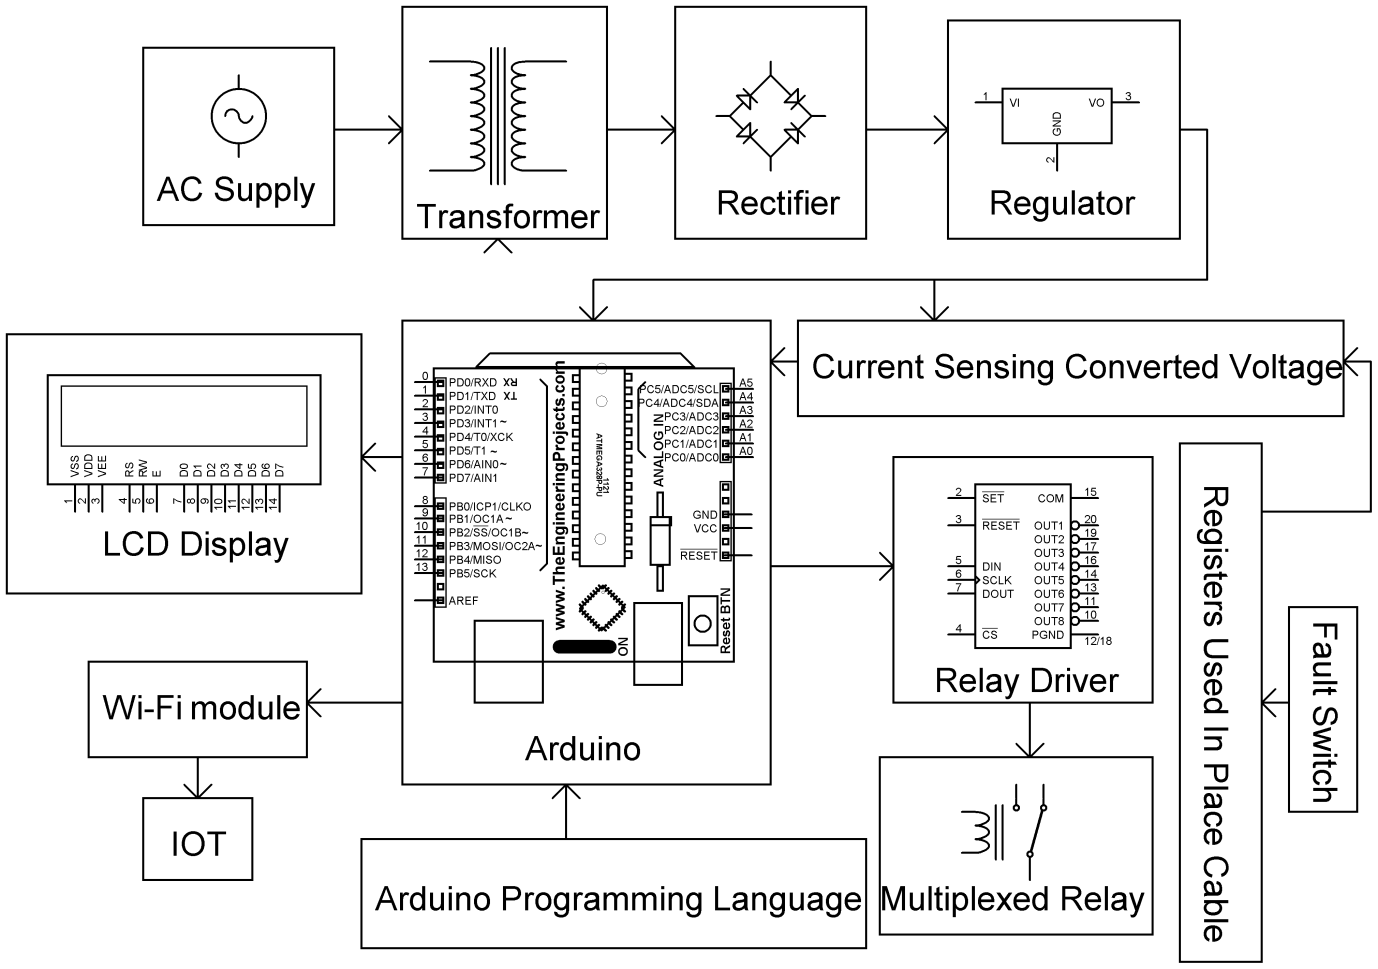 AC Supply
Transformer
Rectifier
1
VI
VO
3
GND
2
Regulator
Current Sensing Converted Voltage
VSS
VDD
VEE
RS
RW
E
D0
D1
D2
D3
D4
D5
D6
D7
1
2
3
4
5
6
7
8
9
10
11
12
13
14
LCD Display
0 PD0/RXD RX
1 PD1/TXD TX
2 PD2/INT0
3 PD3/INT1~
4 PD4/T0/XCK
5 PD5/T1~
6 PD6/AIN0~
7 PD7/AIN1
8 PB0/ICP1/CLKO
9 PB1/OC1A~
10 PB2/SS/OC1B~
11 PB3/MOSI/OC2A~
12 PB4/MISO
13 PB5/SCK
AREF
www.TheEngineeringProjects.com
ATMEGA328P-PU
1121
ANALOG IN
PC5/ADC5/SCL A5
PC4/ADC4/SDA A4
PC3/ADC3 A3
PC2/ADC2 A2
PC1/ADC1 A1
PC0/ADC0 A0
GND
VCC
RESET
Reset BTN
ON
Arduino
2 SET COM 15
3 RESET OUT1 20
OUT2 19
OUT3 17
5 DIN OUT4 16
6 SCLK OUT5 14
7 DOUT OUT6 13
OUT7 11
OUT8 10
4 CS PGND 12/18
Relay Driver
Registers Used In Place Cable
Fault Switch
Wi-Fi module
IOT
Arduino Programming Language
Multiplexed Relay